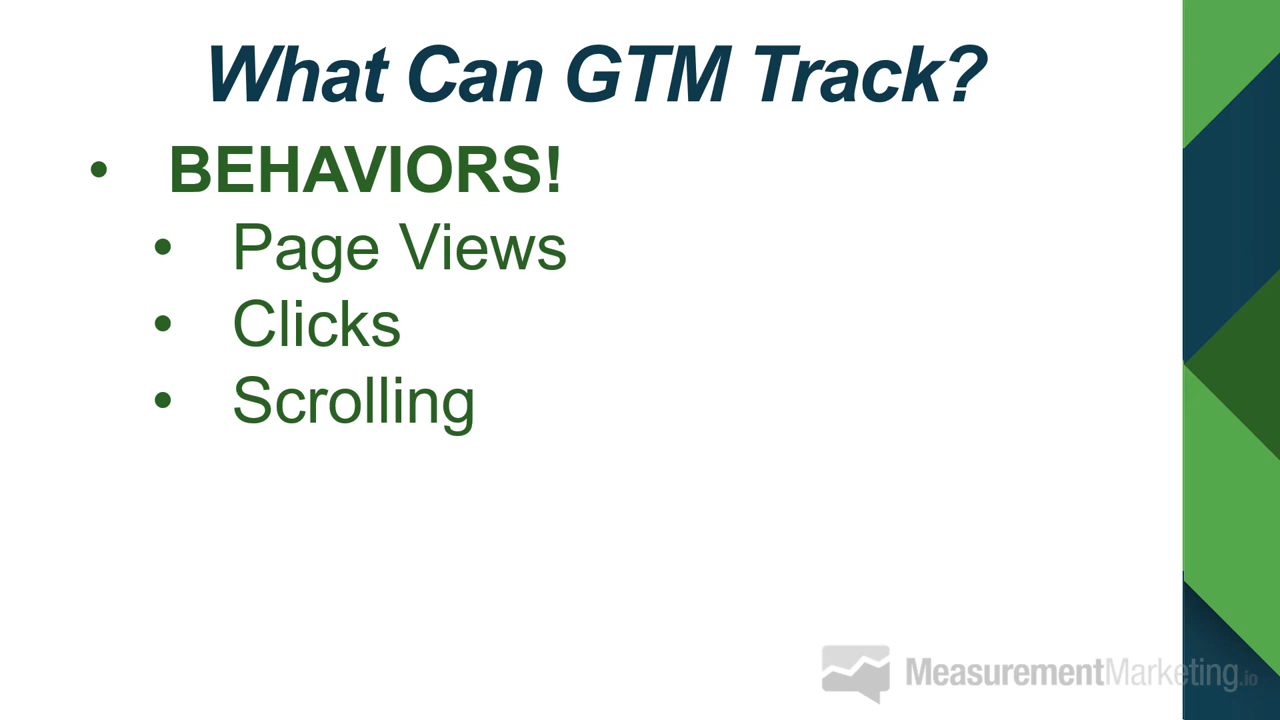 What Can GTM Track?
• BEHAVIORS!
• Page Views
• Clicks
• Scrolling
MeasurementMarketing.io